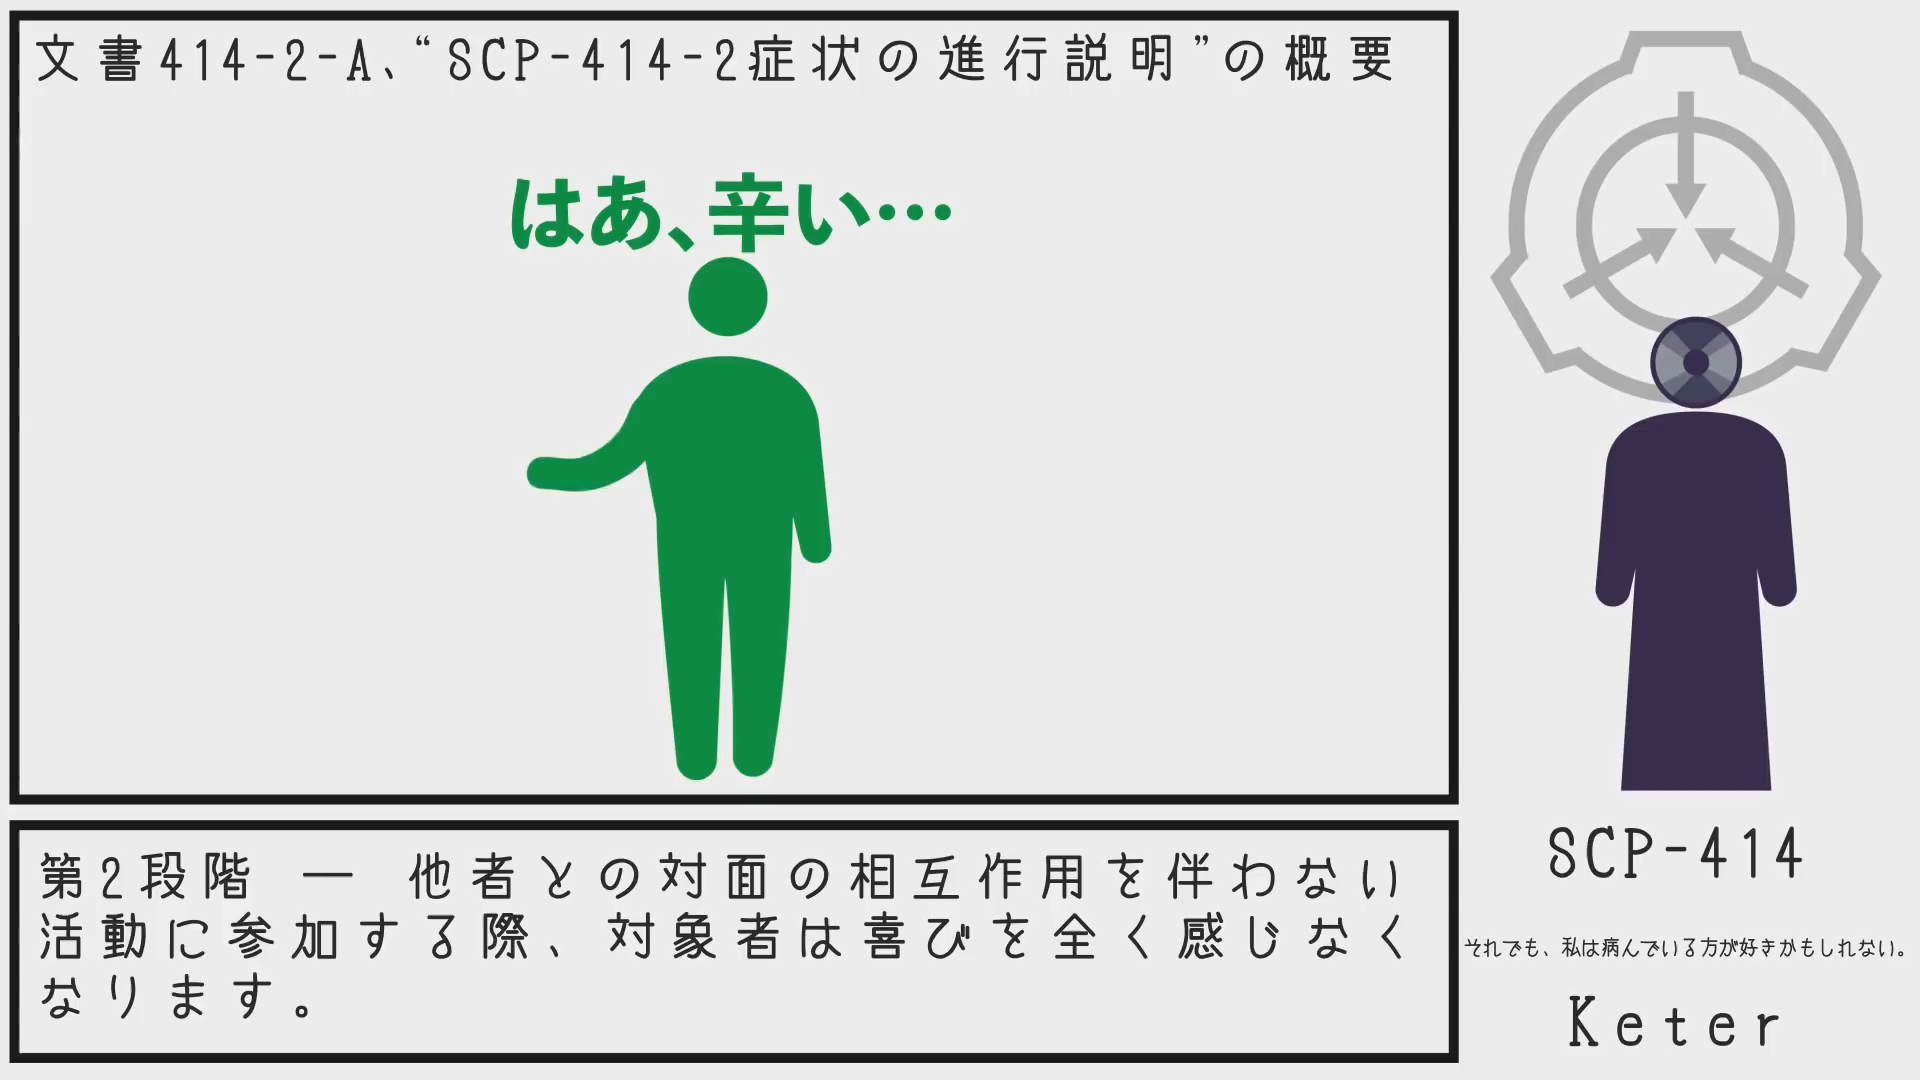 文書414-2-A、“SCP-414-2症状の進行説明”の概要
はあ、辛い…
第2段階 ― 他者との対面の相互作用を伴わない
活動に参加する際、対象者は喜びを全く感じなく
なります。
SCP-414
それでも、私は病んでいる方が好きかもしれない。
Keter